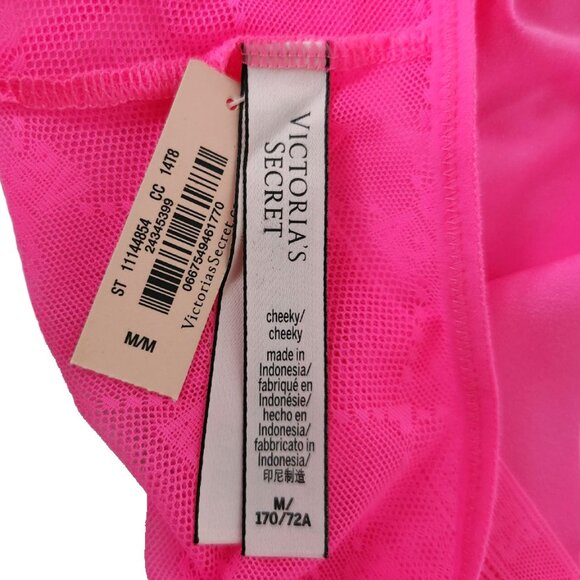 ST 11144854 CC 14T8
24345399
0667549461770
VictoriasSecret.c
M/M
VICTORIA'S
SECRET
cheeky/
cheeky
made in
Indonesia/
fabriqué en
Indonésie/
hecho en
Indonesia/
fabbricato in
Indonesia/
印尼制造
M/
170/72A